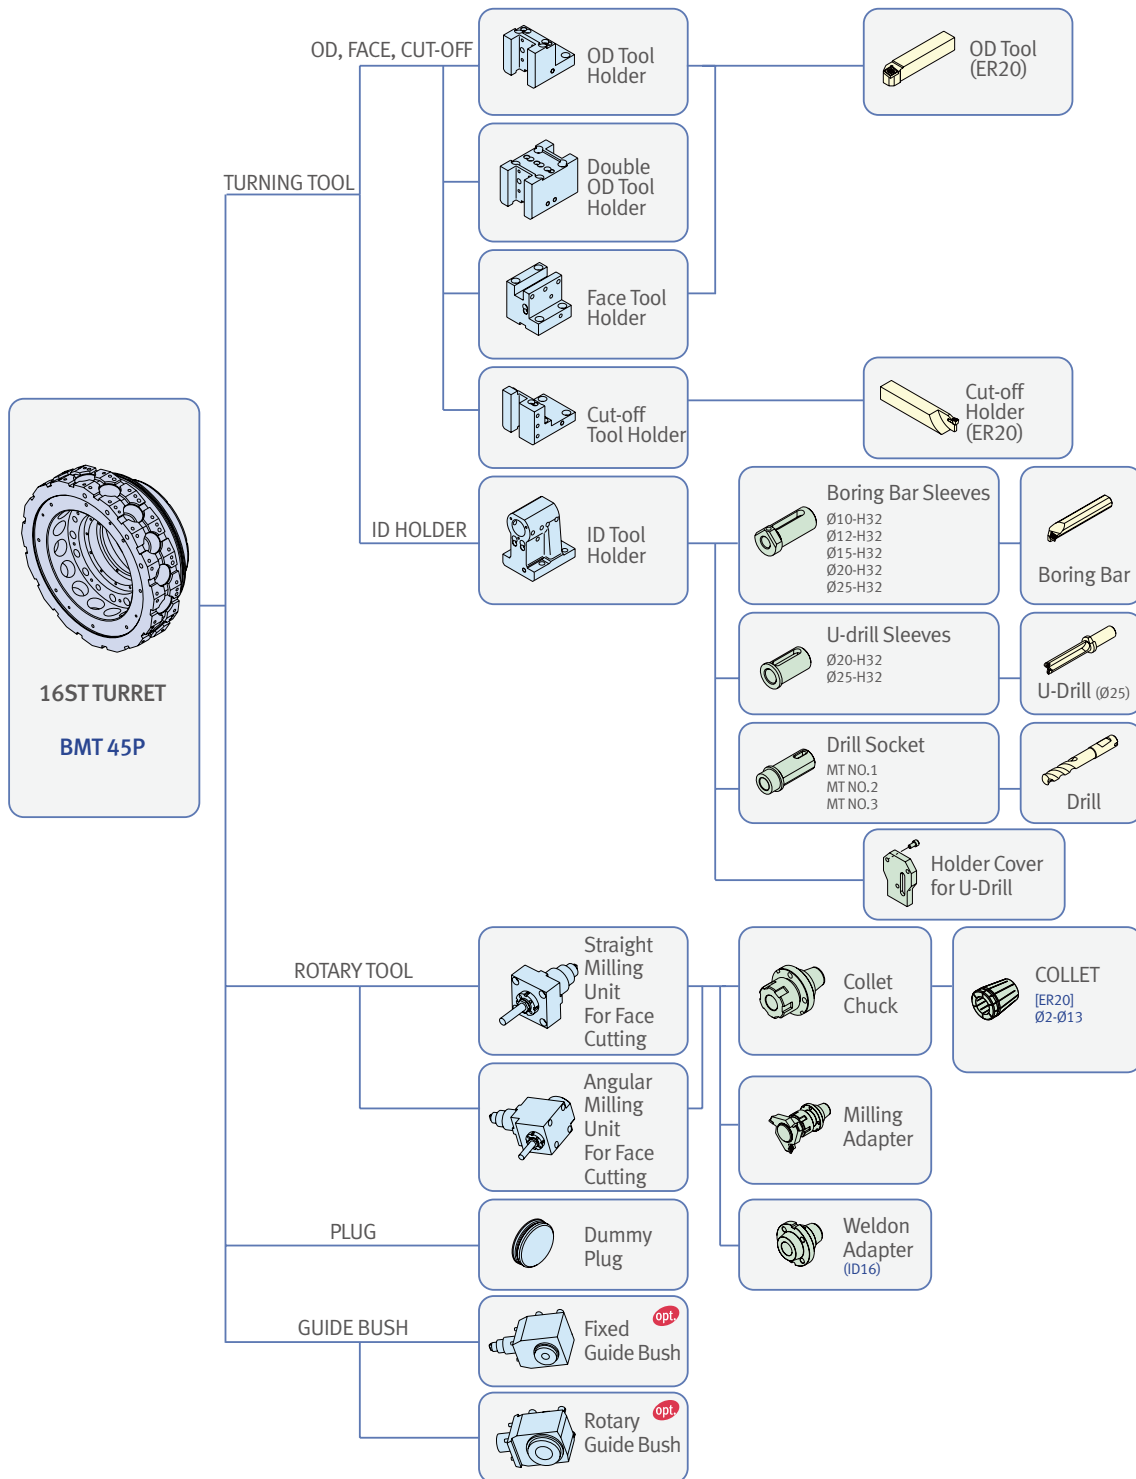 OD, FACE, CUT-OFF
OD Tool
Holder
OD Tool
(ER20)
TURNING TOOL
Double
OD Tool
Holder
Face Tool
Holder
Cut-off
Tool Holder
Cut-off
Holder
(ER20)
ID HOLDER
ID Tool
Holder
Boring Bar Sleeves
Ø10-H32
Ø12-H32
Ø15-H32
Ø20-H32
Ø25-H32
Boring Bar
U-drill Sleeves
Ø20-H32
Ø25-H32
U-Drill (Ø25)
Drill Socket
MT NO.1
MT NO.2
MT NO.3
Drill
Holder Cover
for U-Drill
16ST TURRET
BMT 45P
ROTARY TOOL
Straight
Milling
Unit
For Face
Cutting
Collet
Chuck
COLLET
[ER20]
Ø2-Ø13
Angular
Milling
Unit
For Face
Cutting
Milling
Adapter
PLUG
Dummy
Plug
Weldon
Adapter
(ID16)
GUIDE BUSH
opt.
Fixed
Guide Bush
opt.
Rotary
Guide Bush